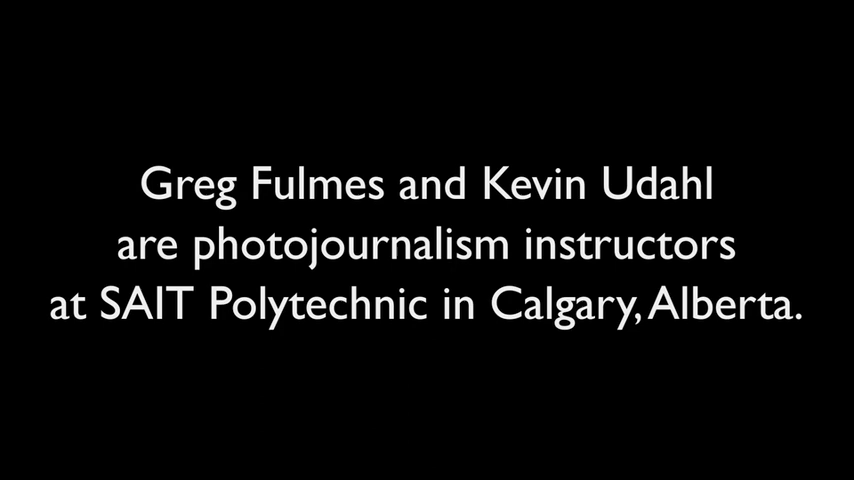 Greg Fulmes and Kevin Udahl
are photojournalism instructors
at SAIT Polytechnic in Calgary, Alberta.